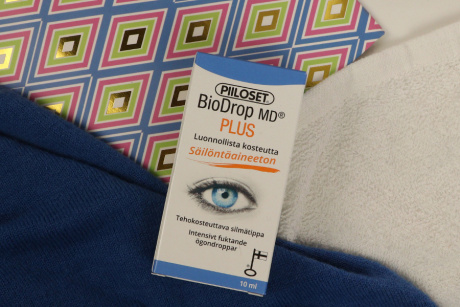 PIILOSET®
BioDrop MD®
PLUS
Luonnollista kosteutta
Säilöntäaineeton
Tehokosteuttava silmätippa
Intensivt fuktande
ögondroppar
10 ml